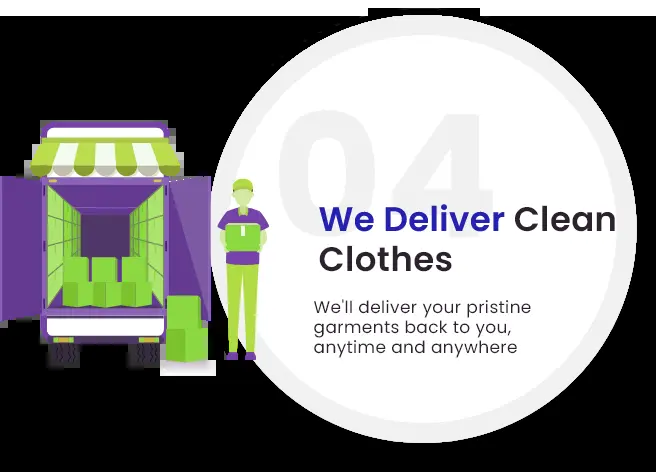 04
We Deliver Clean
Clothes
We'll deliver your pristine
garments back to you,
anytime and anywhere